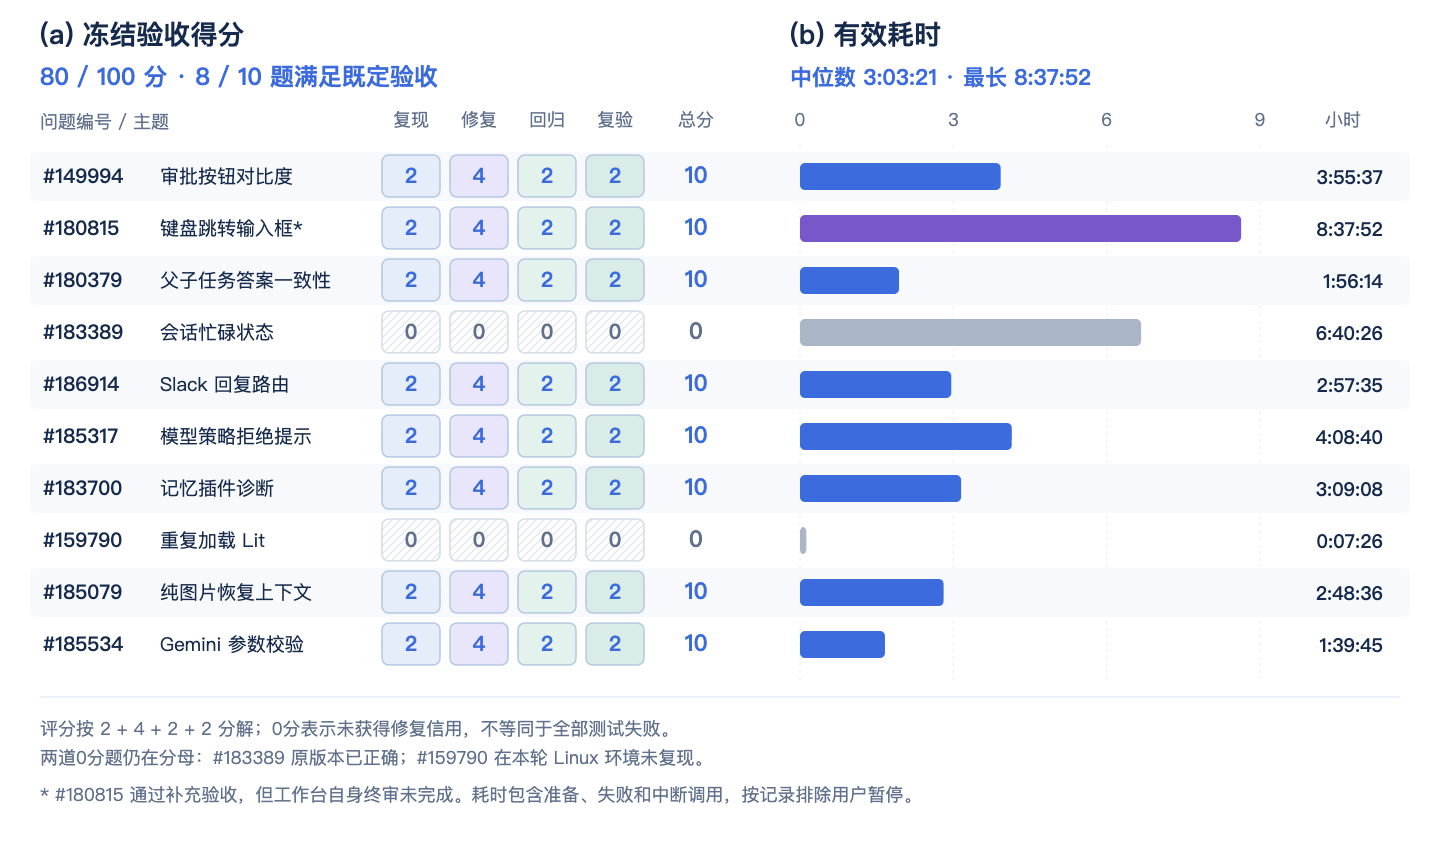 (a) 冻结验收得分
80 / 100 分 · 8 / 10 题满足既定验收
(b) 有效耗时
中位数 3:03:21 · 最长 8:37:52
问题编号 / 主题 复现 修复 回归 复验 总分 0 3 6 9 小时
#149994 审批按钮对比度 2 4 2 2 10 3:55:37
#180815 键盘跳转输入框* 2 4 2 2 10 8:37:52
#180379 父子任务答案一致性 2 4 2 2 10 1:56:14
#183389 会话忙碌状态 0 0 0 0 0 6:40:26
#186914 Slack 回复路由 2 4 2 2 10 2:57:35
#185317 模型策略拒绝提示 2 4 2 2 10 4:08:40
#183700 记忆插件诊断 2 4 2 2 10 3:09:08
#159790 重复加载 Lit 0 0 0 0 0 0:07:26
#185079 纯图片恢复上下文 2 4 2 2 10 2:48:36
#185534 Gemini 参数校验 2 4 2 2 10 1:39:45
评分按 2 + 4 + 2 + 2 分解；0分表示未获得修复信用，不等同于全部测试失败。
两道0分题仍在分母：#183389 原版本已正确；#159790 在本轮 Linux 环境未复现。
* #180815 通过补充验收，但工作台自身终审未完成。耗时包含准备、失败和中断调用，按记录排除用户暂停。